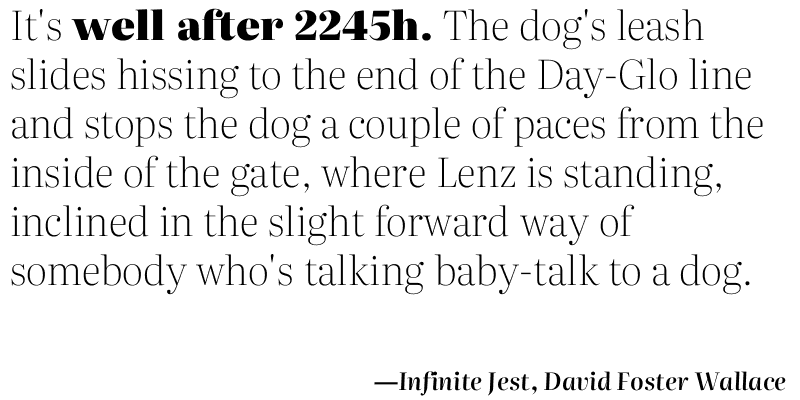 It's well after 2245h. The dog's leash
slides hissing to the end of the Day-Glo line
and stops the dog a couple of paces from the
inside of the gate, where Lenz is standing,
inclined in the slight forward way of
somebody who's talking baby-talk to a dog.
—Infinite Jest, David Foster Wallace